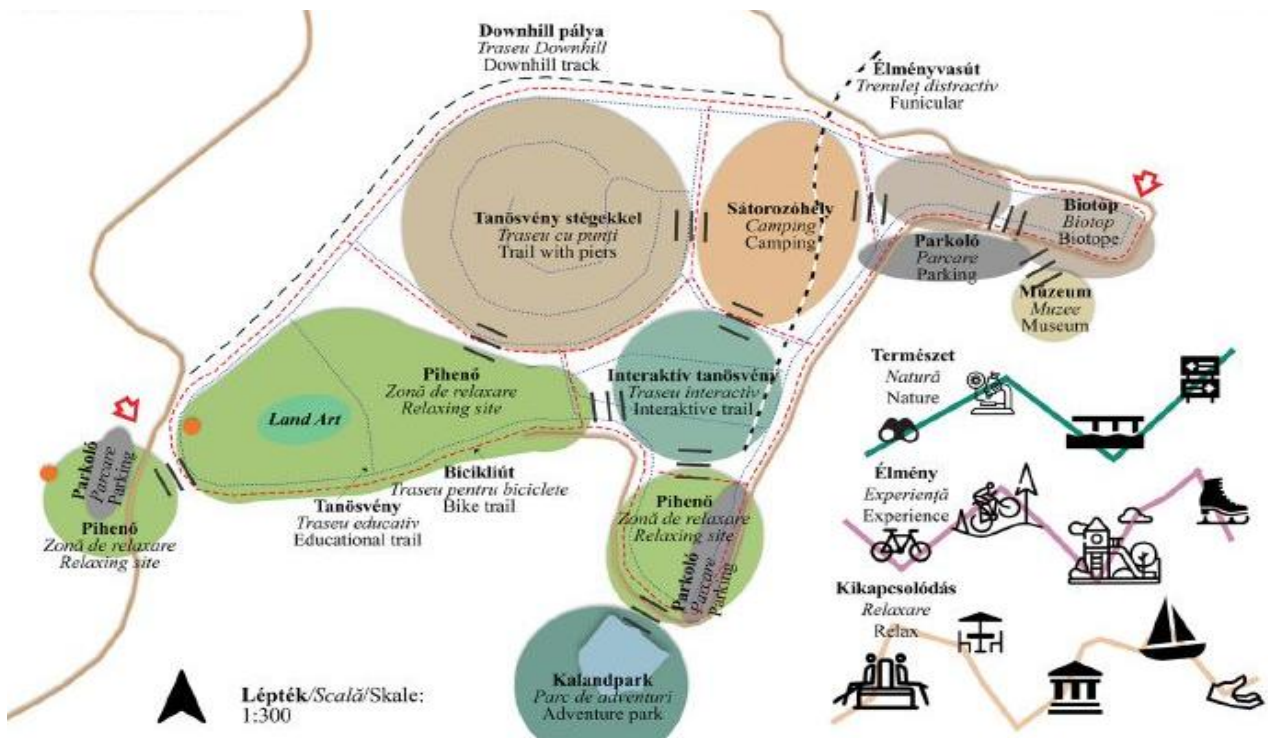 Downhill pálya
Traseu Downhill
Downhill track
Élményvasút
Trenuleț distractiv
Funicular
Tanösvény stégekkel
Traseu cu punți
Trail with piers
Sátorozóhely
Camping
Camping
Biotop
Biotop
Biotope
Parkoló
Parcare
Parking
Múzeum
Muzee
Museum
Pihenő
Zonă de relaxare
Relaxing site
Interaktív tanösvény
Traseu interactiv
Interaktive trail
Land Art
Parkoló
Parcare
Parking
Pihenő
Zonă de relaxare
Relaxing site
Tanösvény
Traseu educativ
Educational trail
Bicikliút
Traseu pentru biciclete
Bike trail
Pihenő
Zonă de relaxare
Relaxing site
Parkoló
Parcare
Parking
Kalandpark
Parc de adventuri
Adventure park
Természet
Natură
Nature
Élmény
Experiență
Experience
Kikapcsolódás
Relaxare
Relax
Lépték/Scală/Skale:
1:300